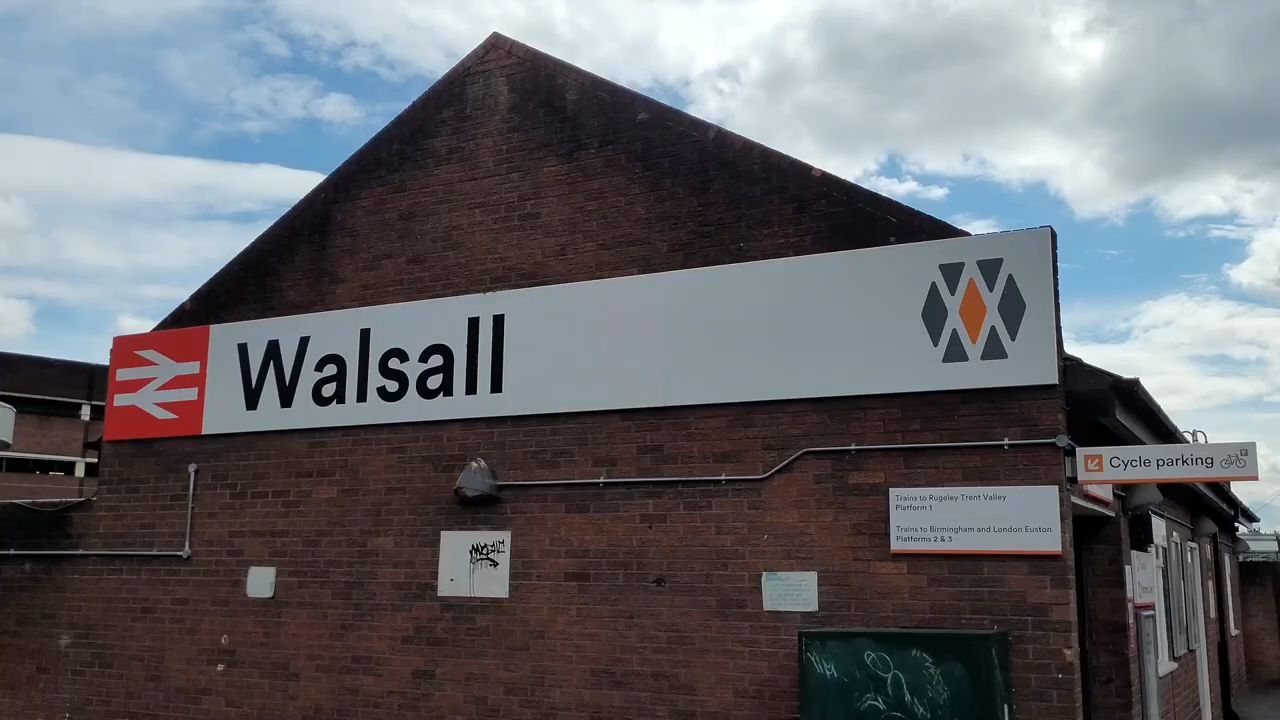 Walsall
Cycle parking
Trains to Rugeley Trent Valley
Platform 1
Trains to Birmingham and London Euston
Platforms 2 & 3